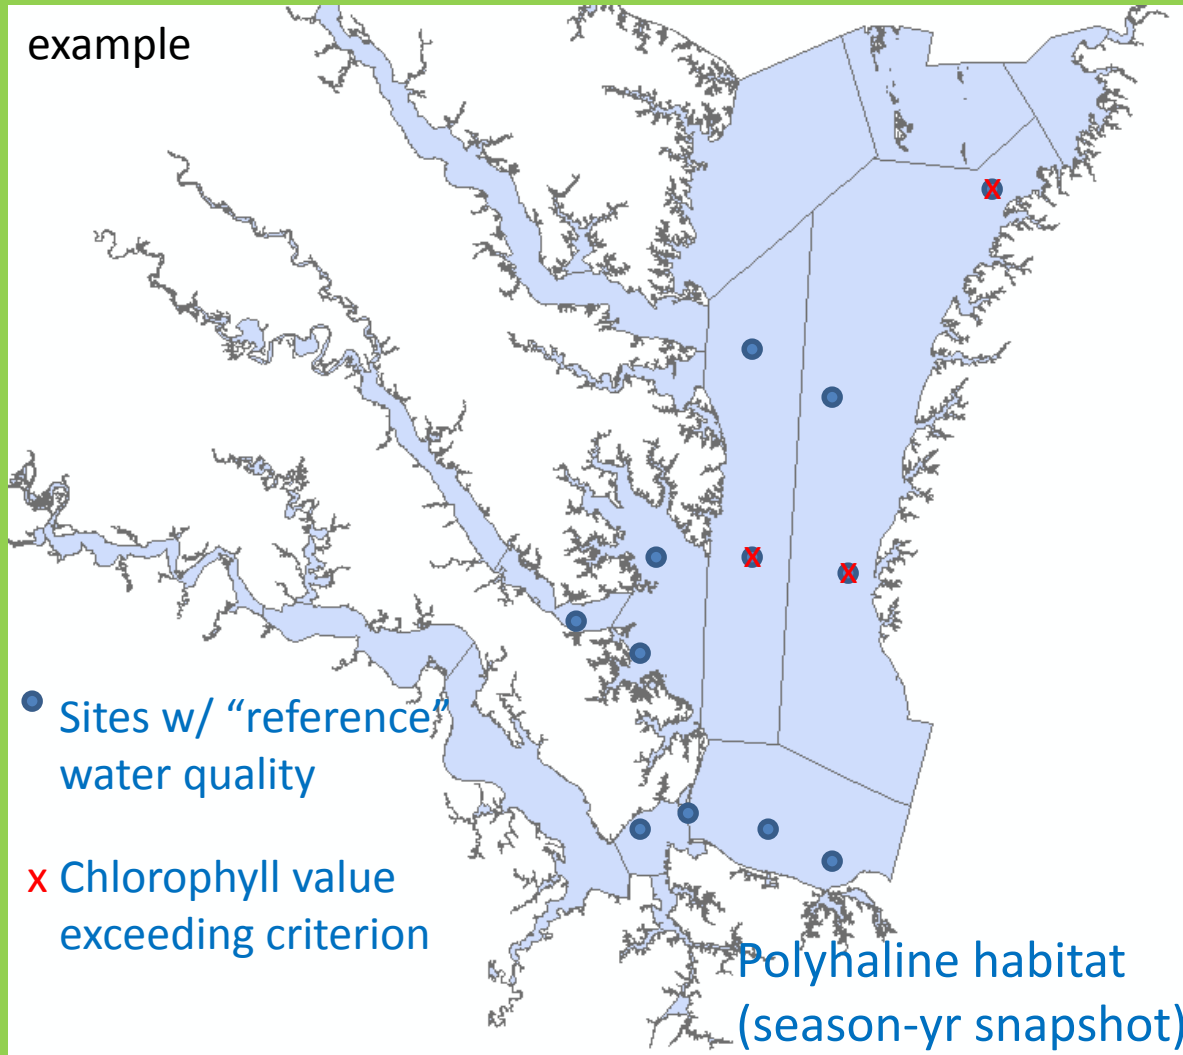 example
Sites w/ “reference”
water quality
x Chlorophyll value
exceeding criterion
Polyhaline habitat
(season-yr snapshot)
x
x
x